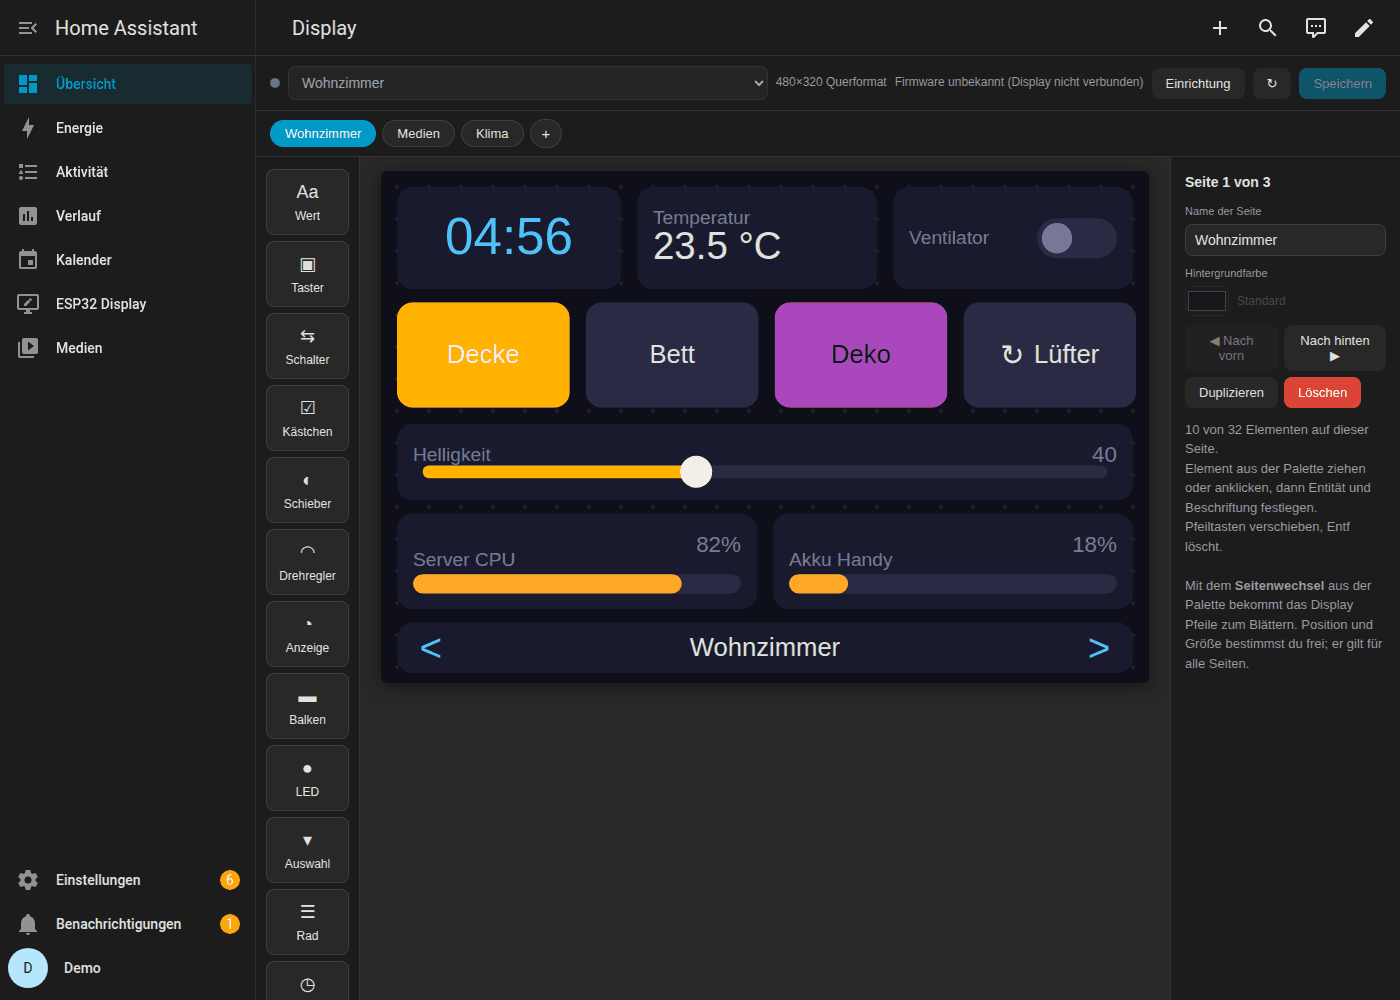 Home Assistant
Display
Übersicht
Energie
Aktivität
Verlauf
Kalender
ESP32 Display
Medien
Einstellungen 6
Benachrichtigungen 1
D Demo
Wohnzimmer
480×320 Querformat Firmware unbekannt (Display nicht verbunden)
Einrichtung
↻
Speichern
Wohnzimmer
Medien
Klima
+
Aa
Wert
Taster
Schalter
Kästchen
Schieber
Drehregler
Anzeige
Balken
LED
Auswahl
Rad
04:56
Temperatur
23.5 °C
Ventilator
Decke
Bett
Deko
↻ Lüfter
Helligkeit 40
Server CPU 82%
Akku Handy 18%
< Wohnzimmer >
Seite 1 von 3
Name der Seite
Wohnzimmer
Hintergrundfarbe
Standard
◀ Nach
vorn
Nach hinten
▶
Duplizieren
Löschen
10 von 32 Elementen auf dieser
Seite.
Element aus der Palette ziehen
oder anklicken, dann Entität und
Beschriftung festlegen.
Pfeiltasten verschieben, Entf
löscht.
Mit dem Seitenwechsel aus der
Palette bekommt das Display
Pfeile zum Blättern. Position und
Größe bestimmst du frei; er gilt für
alle Seiten.